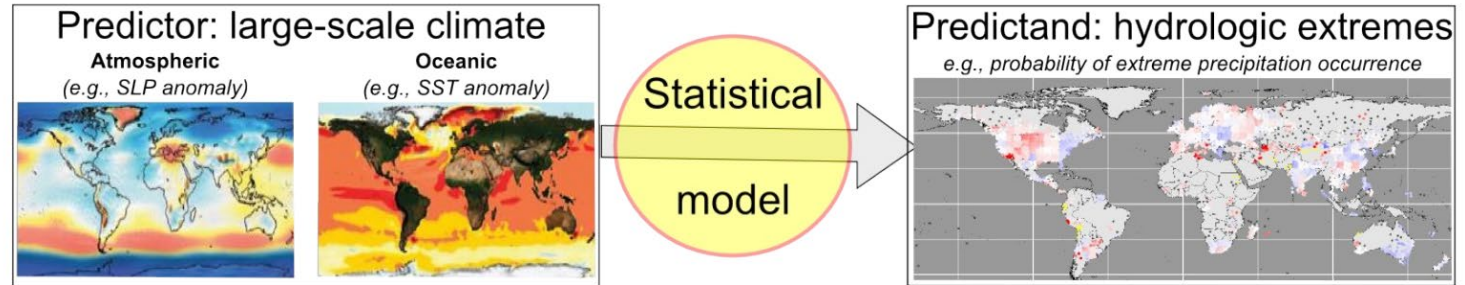 Predictor: large-scale climate
Atmospheric
(e.g., SLP anomaly)
Oceanic
(e.g., SST anomaly)
Statistical
model
Predictand: hydrologic extremes
e.g., probability of extreme precipitation occurrence